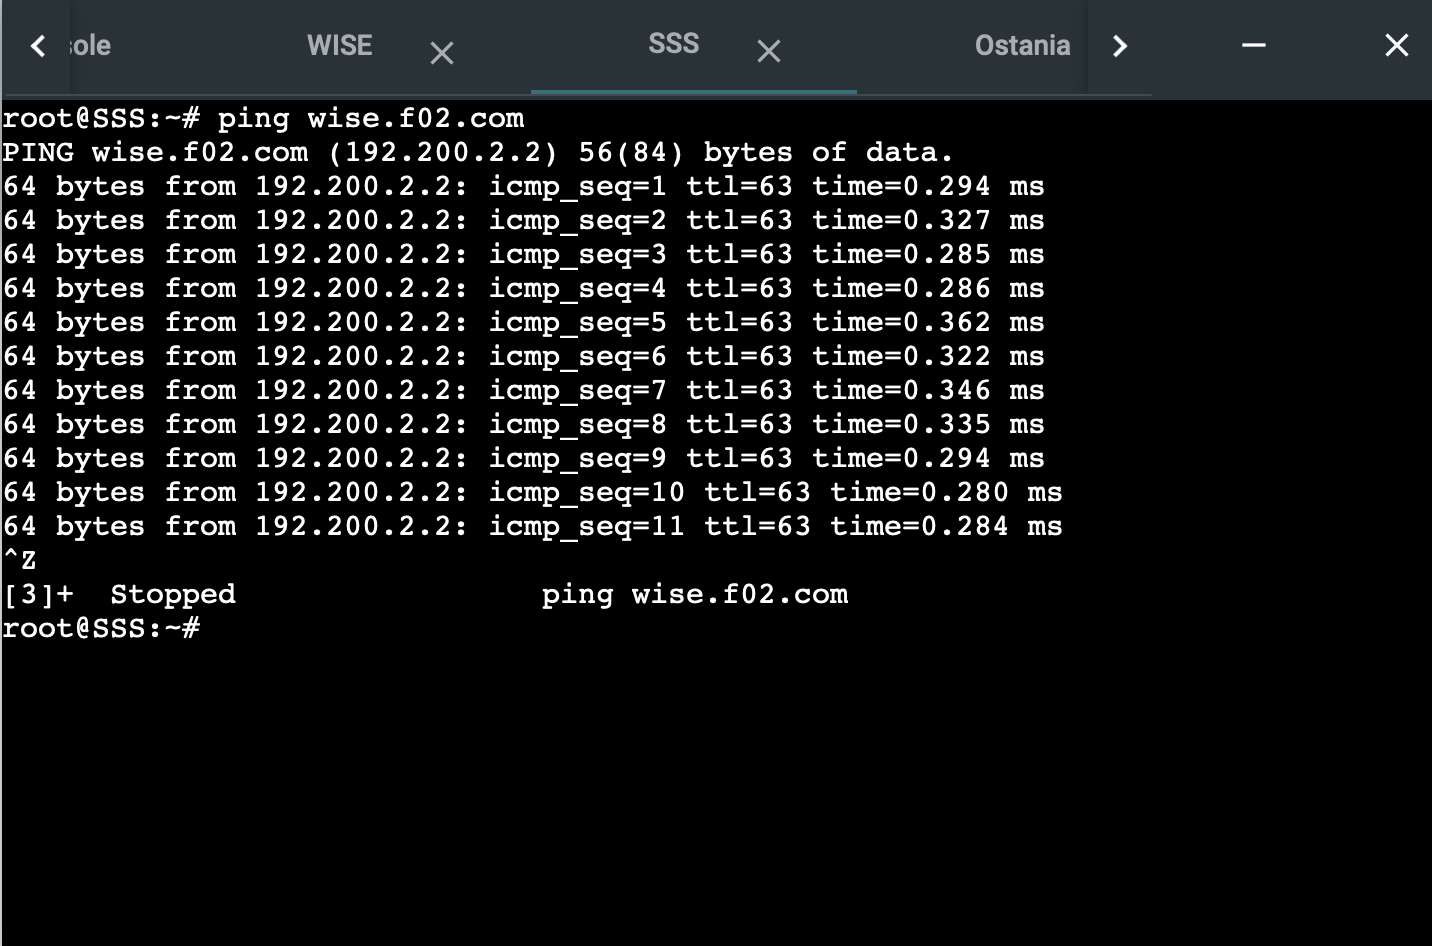 sole WISE SSS Ostania
root@SSS:~# ping wise.f02.com
PING wise.f02.com (192.200.2.2) 56(84) bytes of data.
64 bytes from 192.200.2.2: icmp_seq=1 ttl=63 time=0.294 ms
64 bytes from 192.200.2.2: icmp_seq=2 ttl=63 time=0.327 ms
64 bytes from 192.200.2.2: icmp_seq=3 ttl=63 time=0.285 ms
64 bytes from 192.200.2.2: icmp_seq=4 ttl=63 time=0.286 ms
64 bytes from 192.200.2.2: icmp_seq=5 ttl=63 time=0.362 ms
64 bytes from 192.200.2.2: icmp_seq=6 ttl=63 time=0.322 ms
64 bytes from 192.200.2.2: icmp_seq=7 ttl=63 time=0.346 ms
64 bytes from 192.200.2.2: icmp_seq=8 ttl=63 time=0.335 ms
64 bytes from 192.200.2.2: icmp_seq=9 ttl=63 time=0.294 ms
64 bytes from 192.200.2.2: icmp_seq=10 ttl=63 time=0.280 ms
64 bytes from 192.200.2.2: icmp_seq=11 ttl=63 time=0.284 ms
^Z
[3]+  Stopped                 ping wise.f02.com
root@SSS:~#